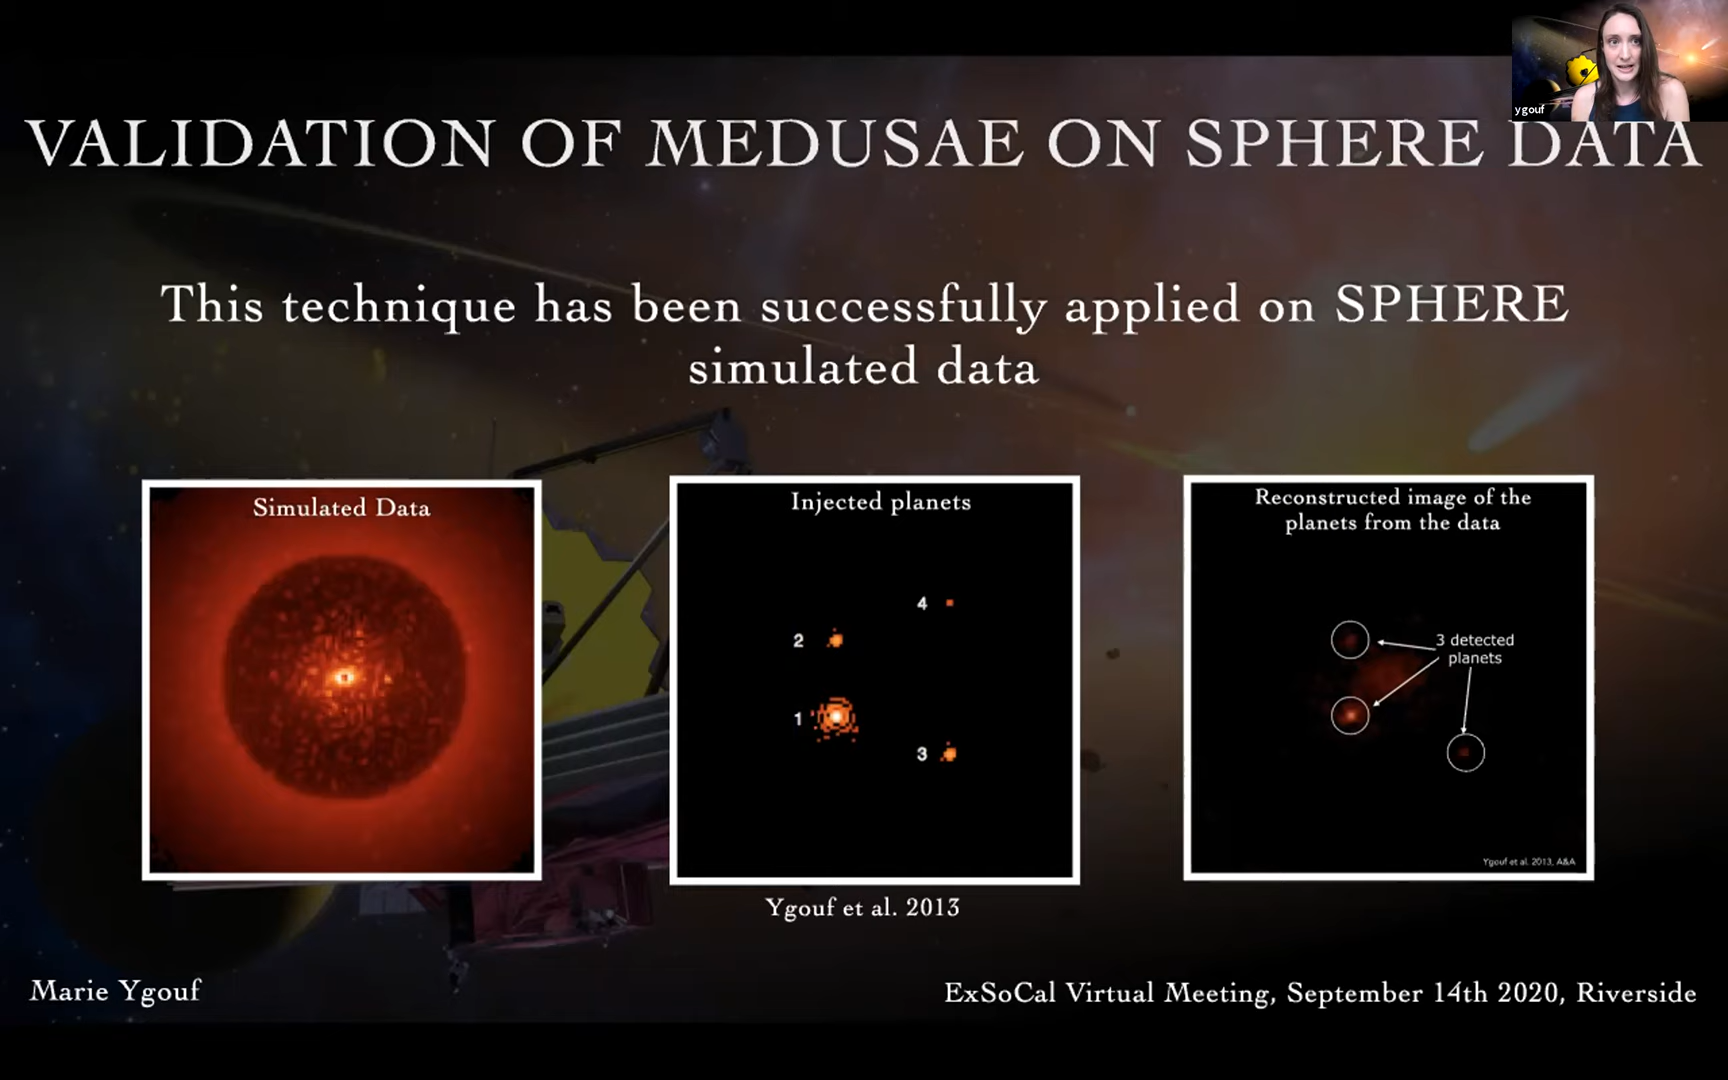 ygouf
VALIDATION OF MEDUSAE ON SPHERE DATA
This technique has been successfully applied on SPHERE
simulated data
Simulated Data
Injected planets
4
2
1
3
Reconstructed image of the
planets from the data
3 detected
planets
Ygouf et al. 2013, A&A
Ygouf et al. 2013
Marie Ygouf
ExSoCal Virtual Meeting, September 14th 2020, Riverside